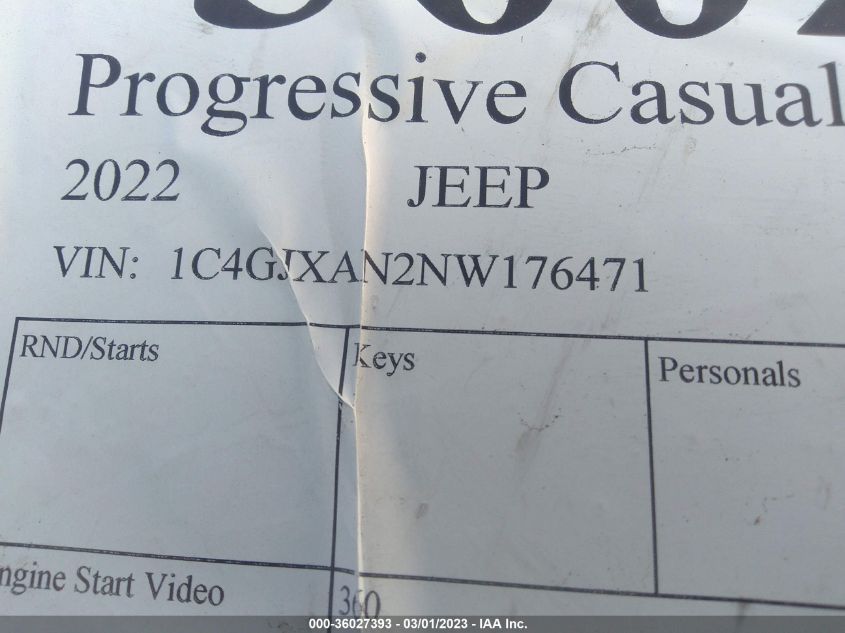 Progressive Casual
2022 JEEP
VIN: 1C4GJXAN2NW176471
RND/Starts Keys Personals
ngine Start Video 360
000-36027393 - 03/01/2023 - IAA Inc.